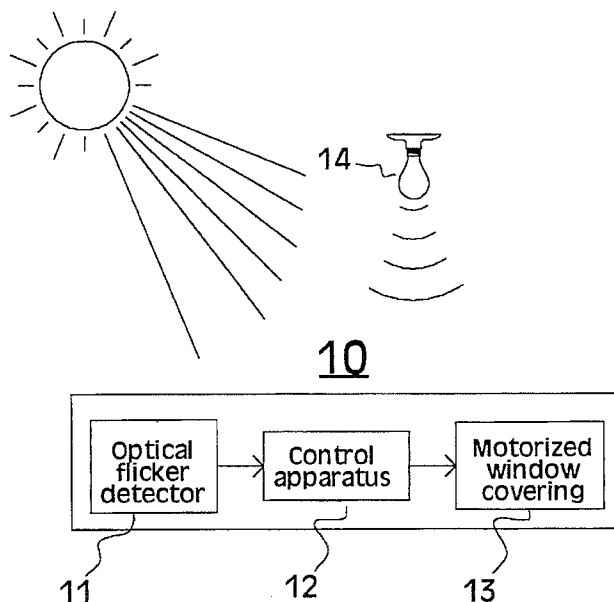 14
10
Optical
flicker
detector
Control
apparatus
Motorized
window
covering
11
12
13